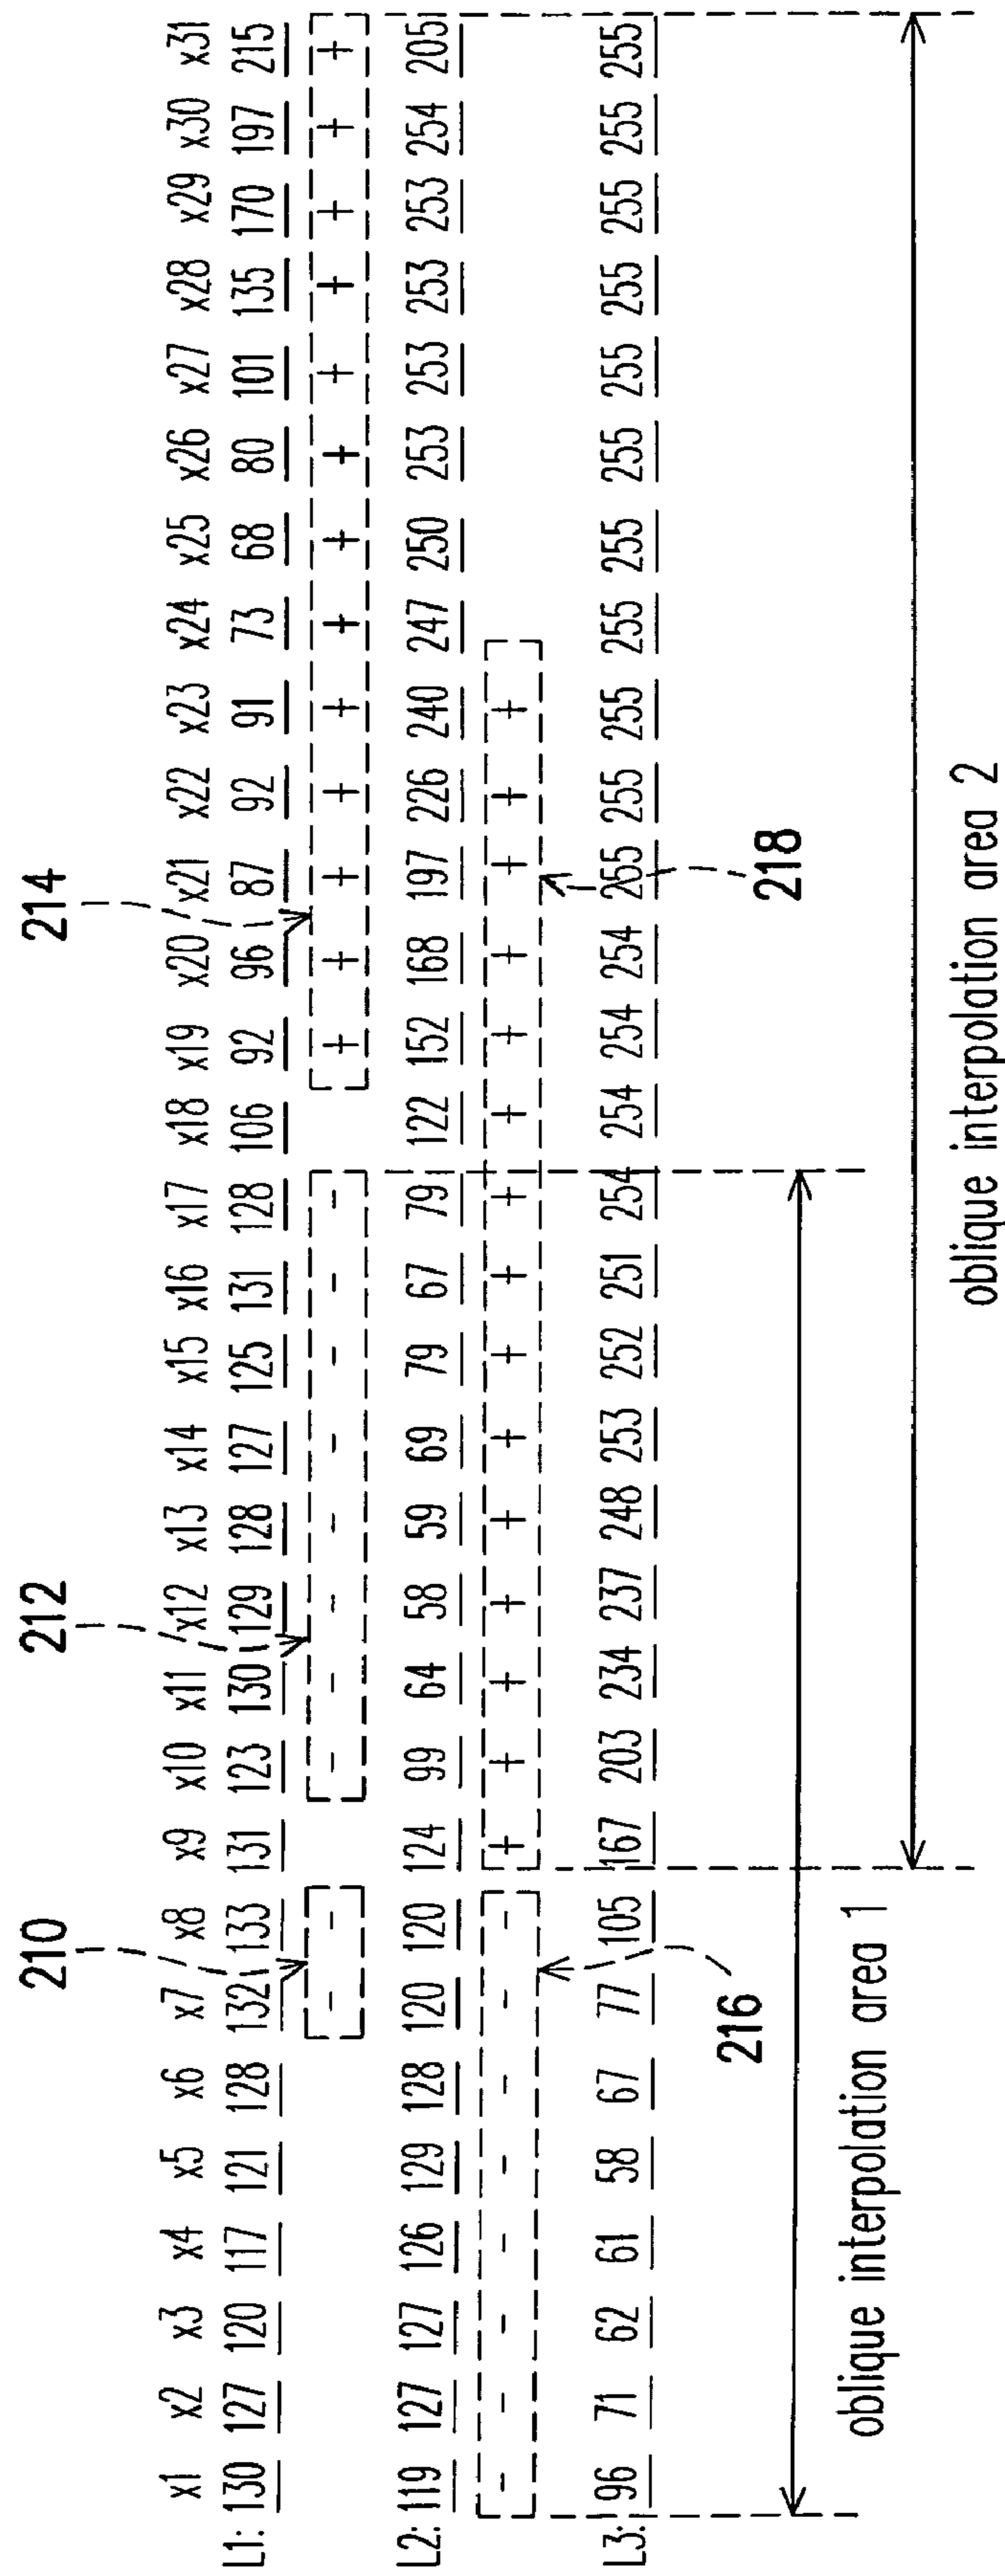 210 212 214
x1 x2 x3 x4 x5 x6 x7 x8 x9 x10 x11 x12 x13 x14 x15 x16 x17 x18 x19 x20 x21 x22 x23 x24 x25 x26 x27 x28 x29 x30 x31
L1: 130 127 120 117 121 128 132 133 131 123 130 129 128 127 125 131 128 106 92 96 87 92 91 73 68 80 101 135 170 197 215
- - - - - - - - - - + + + + + + + + + + + + +
L2: 119 127 127 126 129 128 120 120 124 99 64 58 59 69 79 67 79 122 152 168 197 226 240 247 250 253 253 253 253 254 205
- - - - - - - - + + + + + + + + + + + + + + +
L3: 96 71 62 61 58 67 77 105 167 203 234 237 248 253 252 251 254 254 254 254 255 255 255 255 255 255 255 255 255 255 255
216 218
oblique interpolation area 1
oblique interpolation area 2